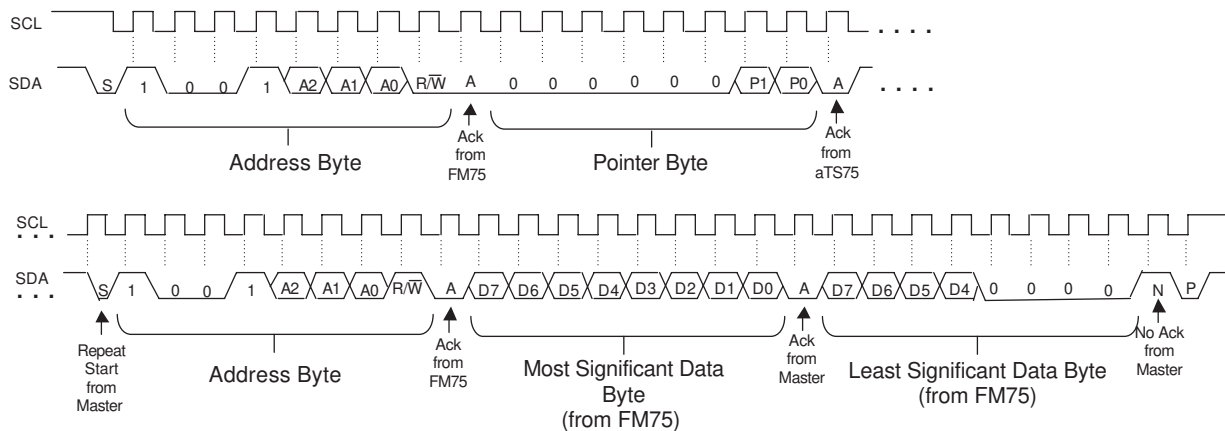 SCL
. . . .
SDA S 1 0 0 1 A2 A1 A0 R/W̅ A 0 0 0 0 0 0 P1 P0 A . . . .
Address Byte
Ack
from
FM75
Pointer Byte
Ack
from
aTS75
SCL
. . .
SDA S 1 0 0 1 A2 A1 A0 R/W̅ A D7 D6 D5 D4 D3 D2 D1 D0 A D7 D6 D5 D4 0 0 0 0 N P
. . .
Repeat
Start
from
Master
Address Byte
Ack
from
FM75
Most Significant Data
Byte
(from FM75)
Ack
from
Master
Least Significant Data Byte
(from FM75)
No Ack
from
Master